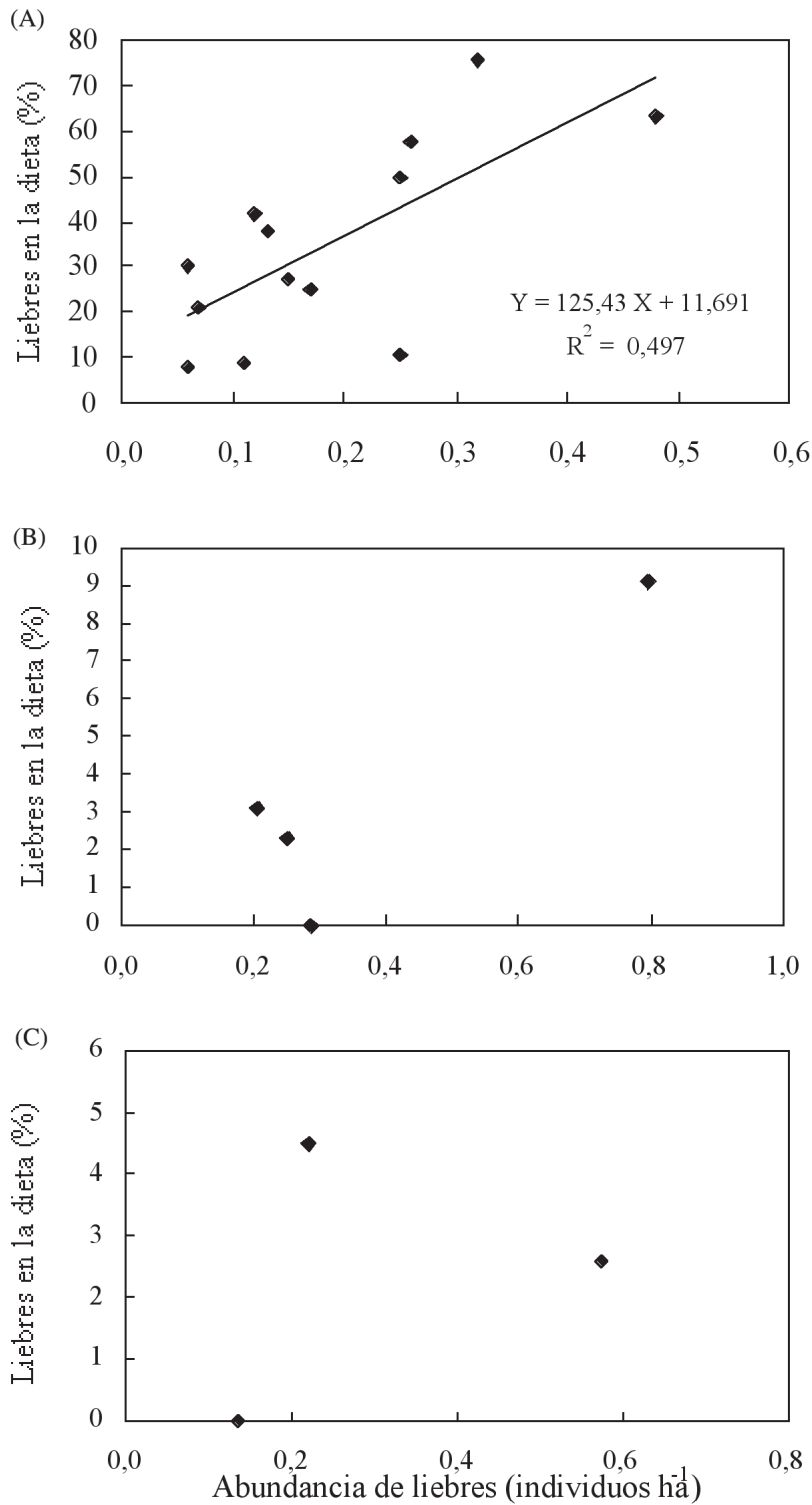 (A)
Liebres en la dieta (%)
80
70
60
50
40
30
20
10
0
Y = 125,43 X + 11,691
R² = 0,497
0,0 0,1 0,2 0,3 0,4 0,5 0,6
(B)
Liebres en la dieta (%)
10
9
8
7
6
5
4
3
2
1
0
0,0 0,2 0,4 0,6 0,8 1,0
(C)
Liebres en la dieta (%)
6
5
4
3
2
1
0
0,0 0,2 0,4 0,6 0,8
Abundancia de liebres (individuos ha⁻¹)